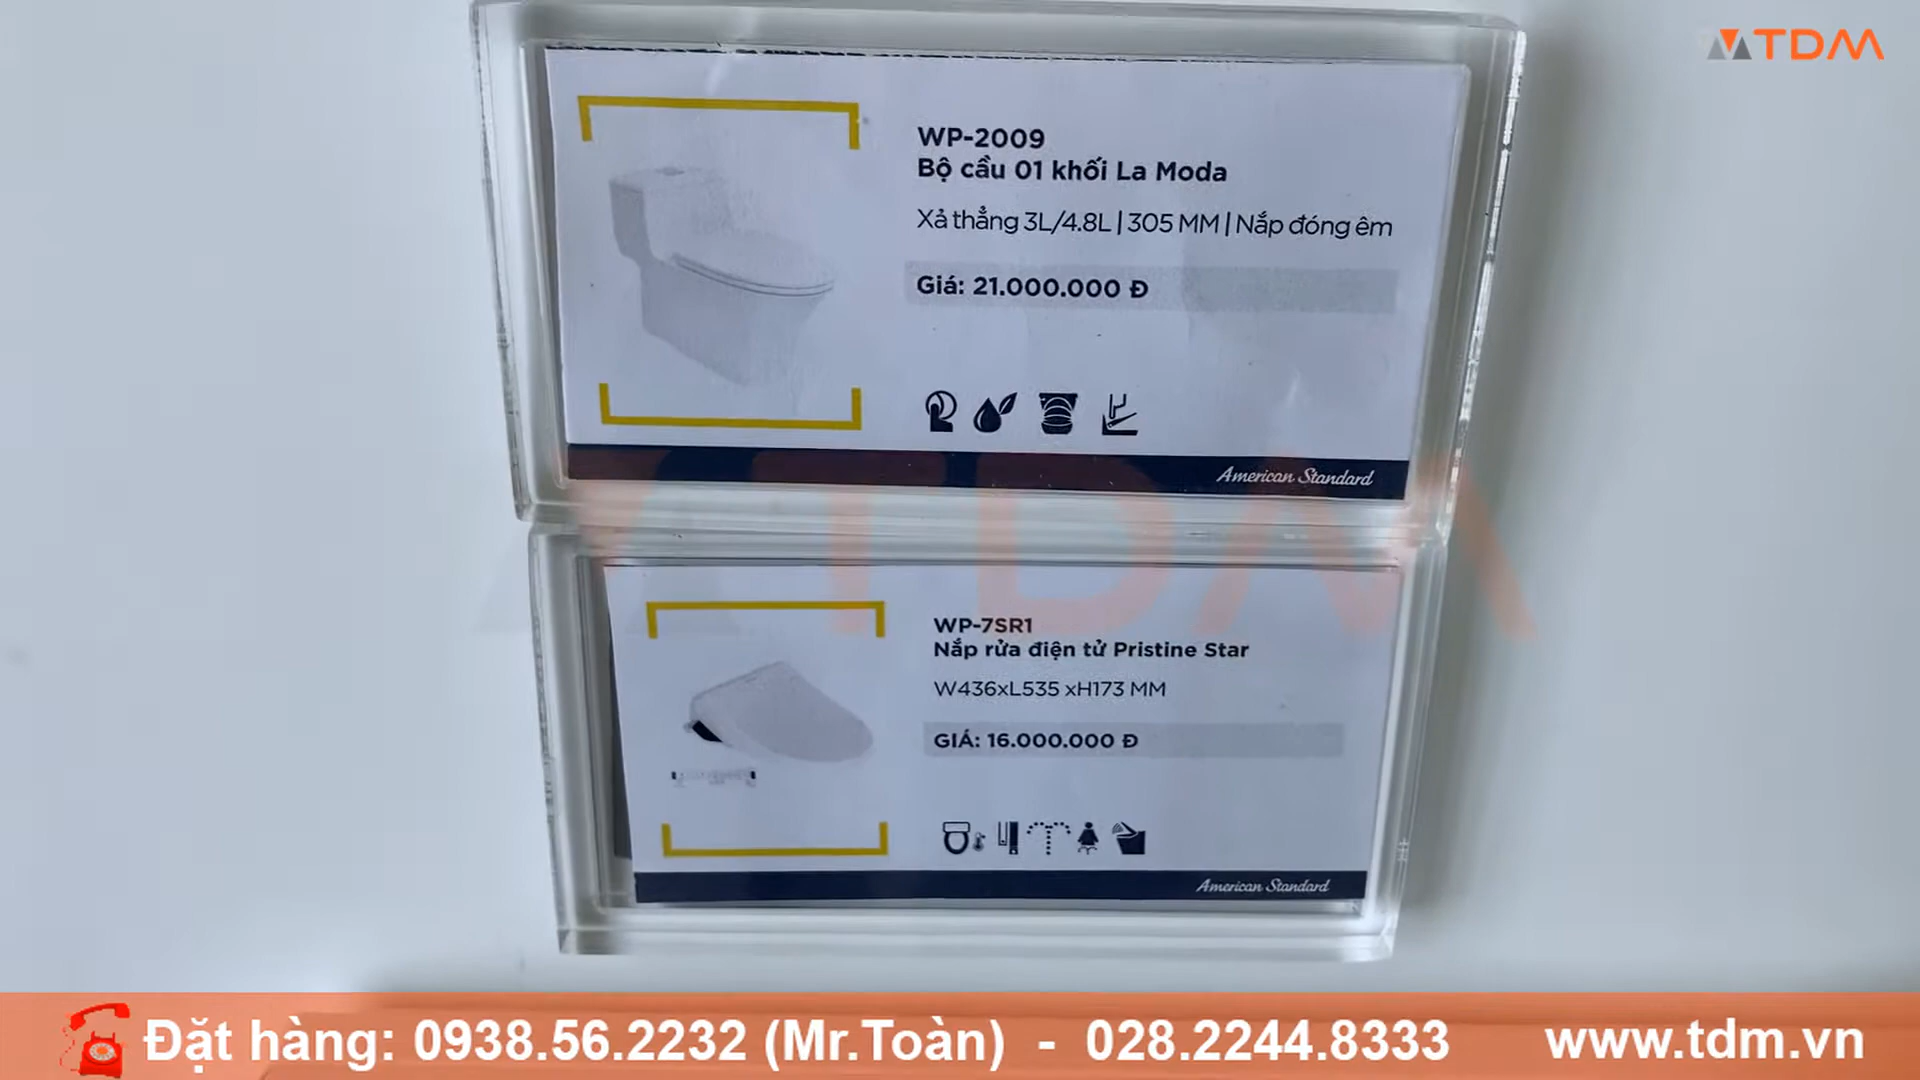 TDM
WP-2009
Bộ cầu 01 khối La Moda
Xả thẳng 3L/4.8L | 305 MM | Nắp đóng êm
Giá: 21.000.000 Đ
American Standard
TDM
WP-7SR1
Nắp rửa điện tử Pristine Star
W436xL535 xH173 MM
GIÁ: 16.000.000 Đ
American Standard
Đặt hàng: 0938.56.2232 (Mr.Toàn) - 028.2244.8333 www.tdm.vn